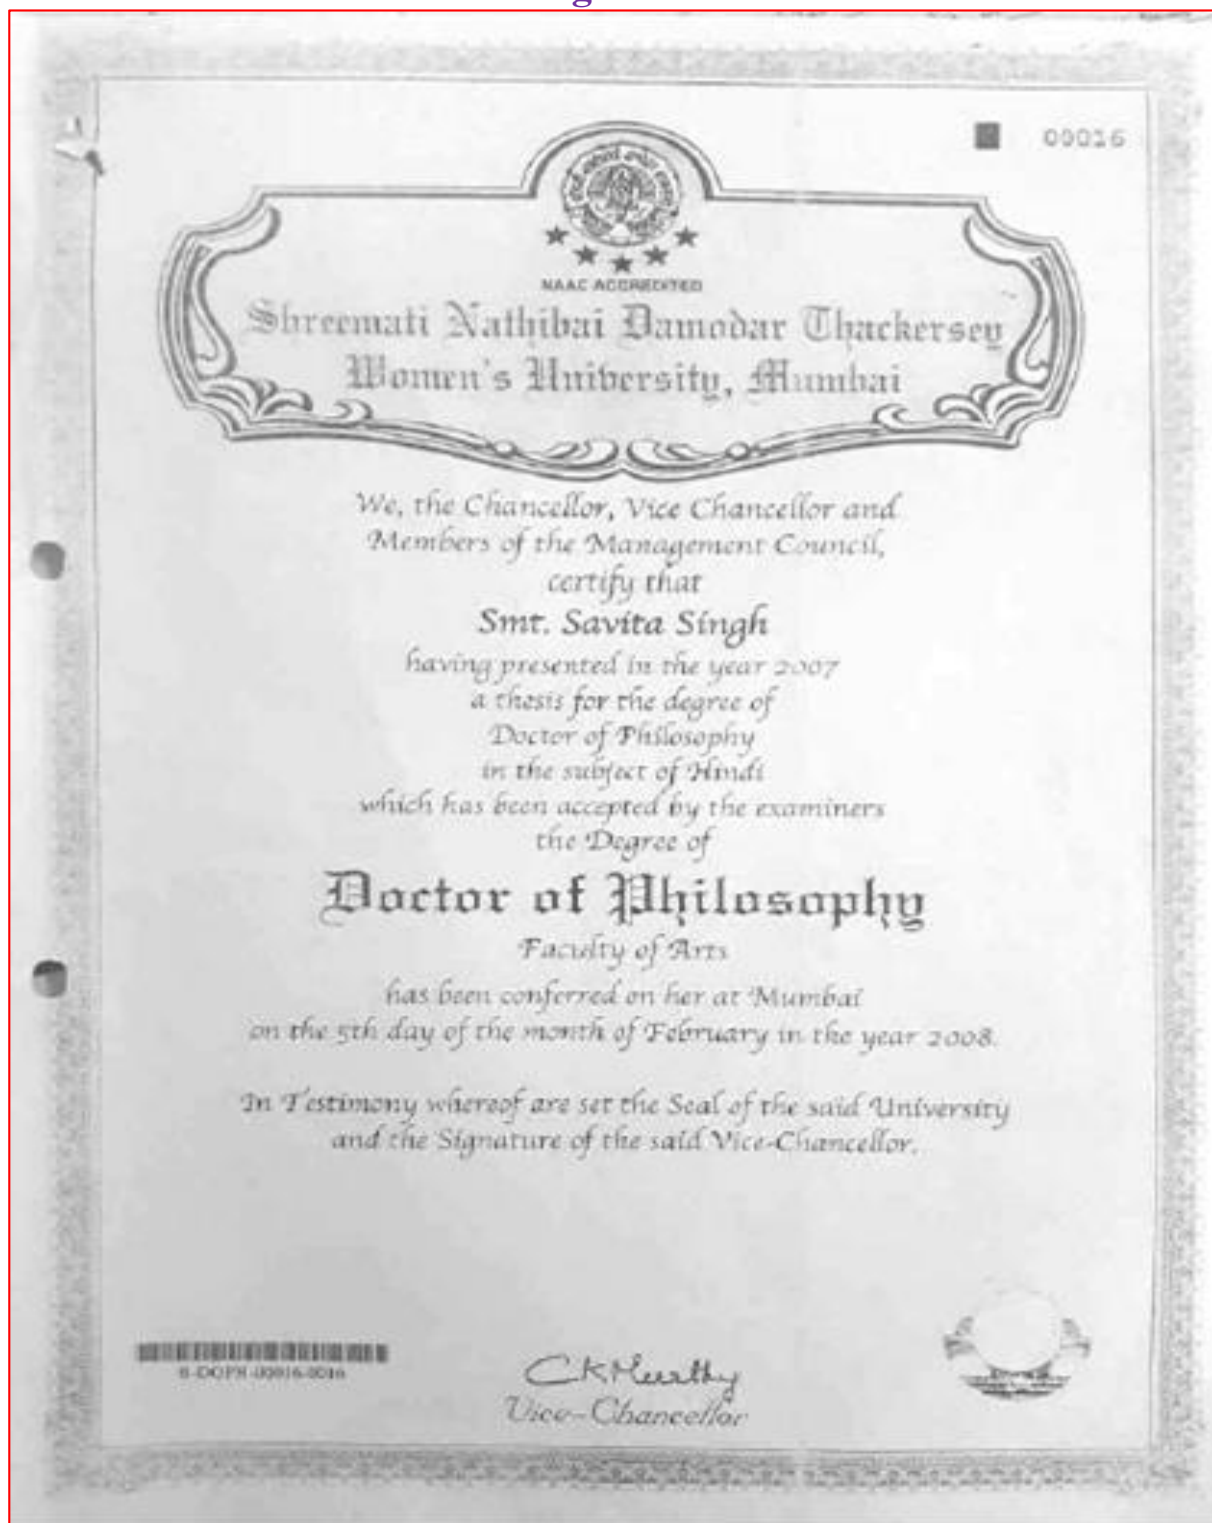 00016
NAAC ACCREDITED
Shreemati Nathibai Damodar Thackersey
Women's University, Mumbai
We, the Chancellor, Vice Chancellor and
Members of the Management Council,
certify that
Smt. Savita Singh
having presented in the year 2007
a thesis for the degree of
Doctor of Philosophy
in the subject of Hindi
which has been accepted by the examiners
the Degree of
Doctor of Philosophy
Faculty of Arts
has been conferred on her at Mumbai
on the 5th day of the month of February in the year 2008.
In Testimony whereof are set the Seal of the said University
and the Signature of the said Vice-Chancellor.
CKMurthy
Vice-Chancellor